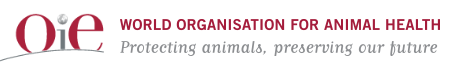 OiE WORLD ORGANISATION FOR ANIMAL HEALTH
Protecting animals, preserving our future